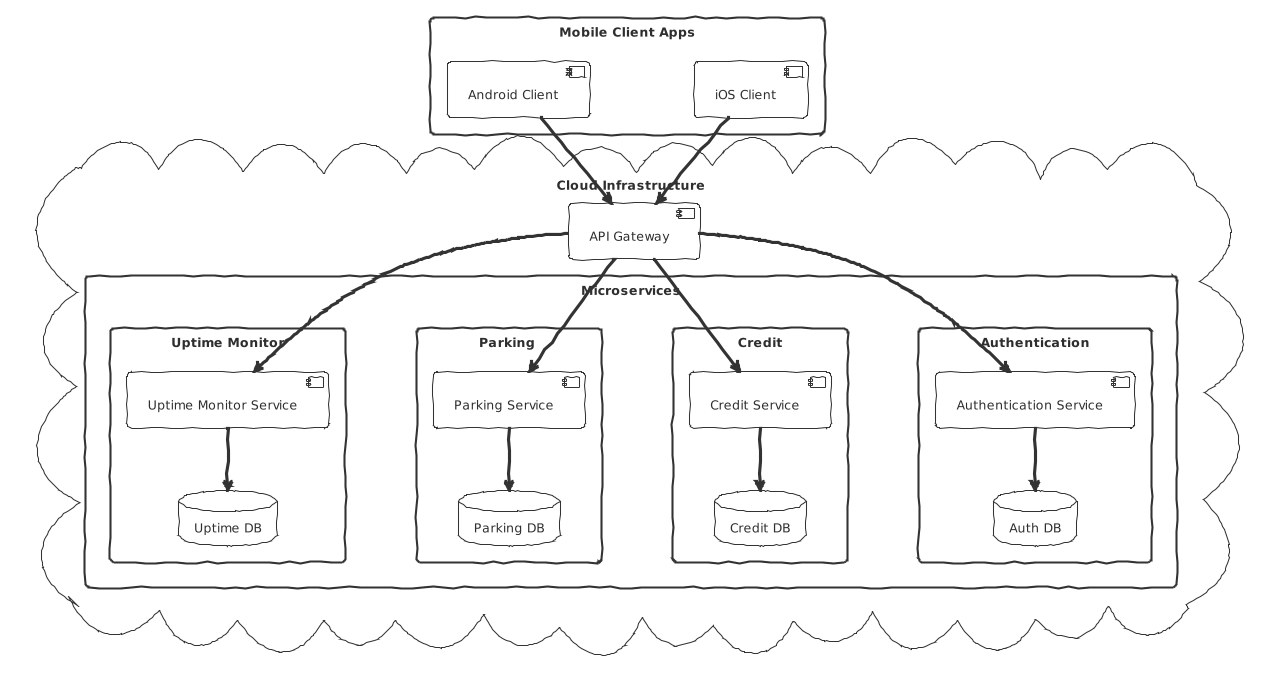 Mobile Client Apps
Android Client
iOS Client
Cloud Infrastructure
API Gateway
Microservices
Uptime Monitor
Parking
Credit
Authentication
Uptime Monitor Service
Parking Service
Credit Service
Authentication Service
Uptime DB
Parking DB
Credit DB
Auth DB